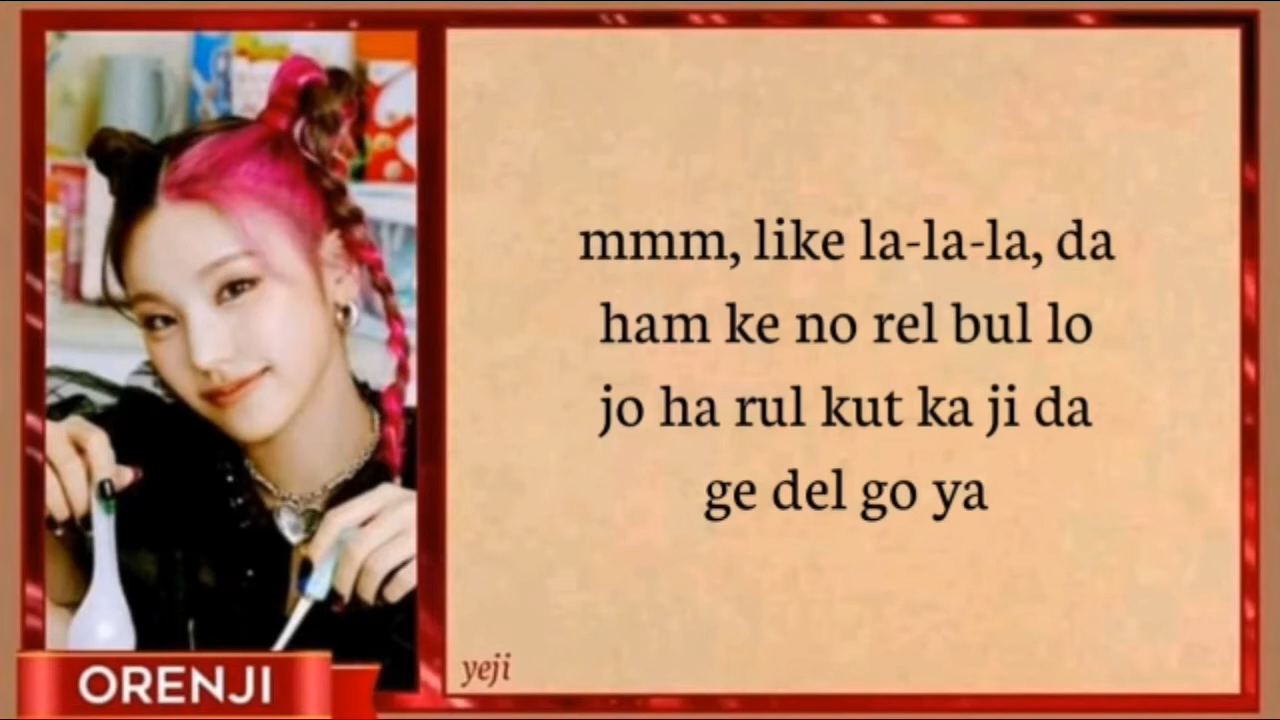 mmm, like la-la-la, da
ham ke no rel bul lo
jo ha rul kut ka ji da
ge del go ya
yeji
ORENJI